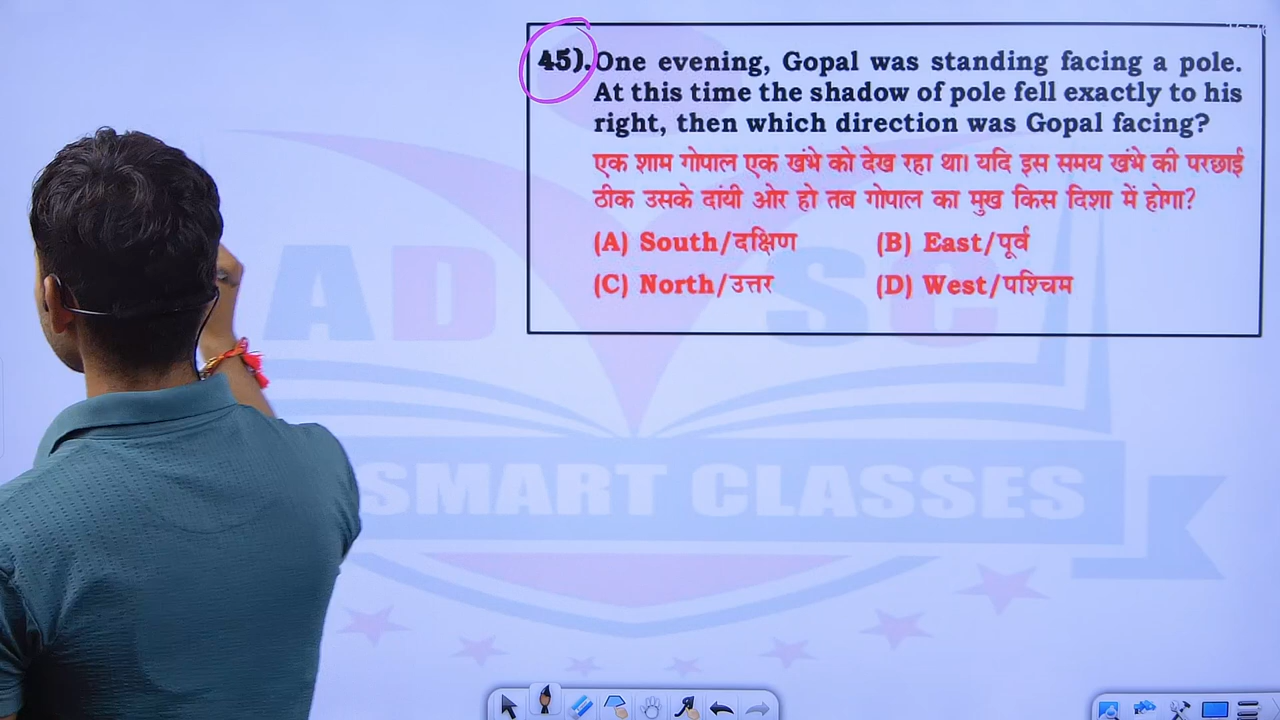 45).One evening, Gopal was standing facing a pole.
At this time the shadow of pole fell exactly to his
right, then which direction was Gopal facing?
एक शाम गोपाल एक खंभे को देख रहा था। यदि इस समय खंभे की परछाई
ठीक उसके दांयी ओर हो तब गोपाल का मुख किस दिशा में होगा?
(A) South/दक्षिण (B) East/पूर्व
(C) North/उत्तर (D) West/पश्चिम
AD SC
SMART CLASSES